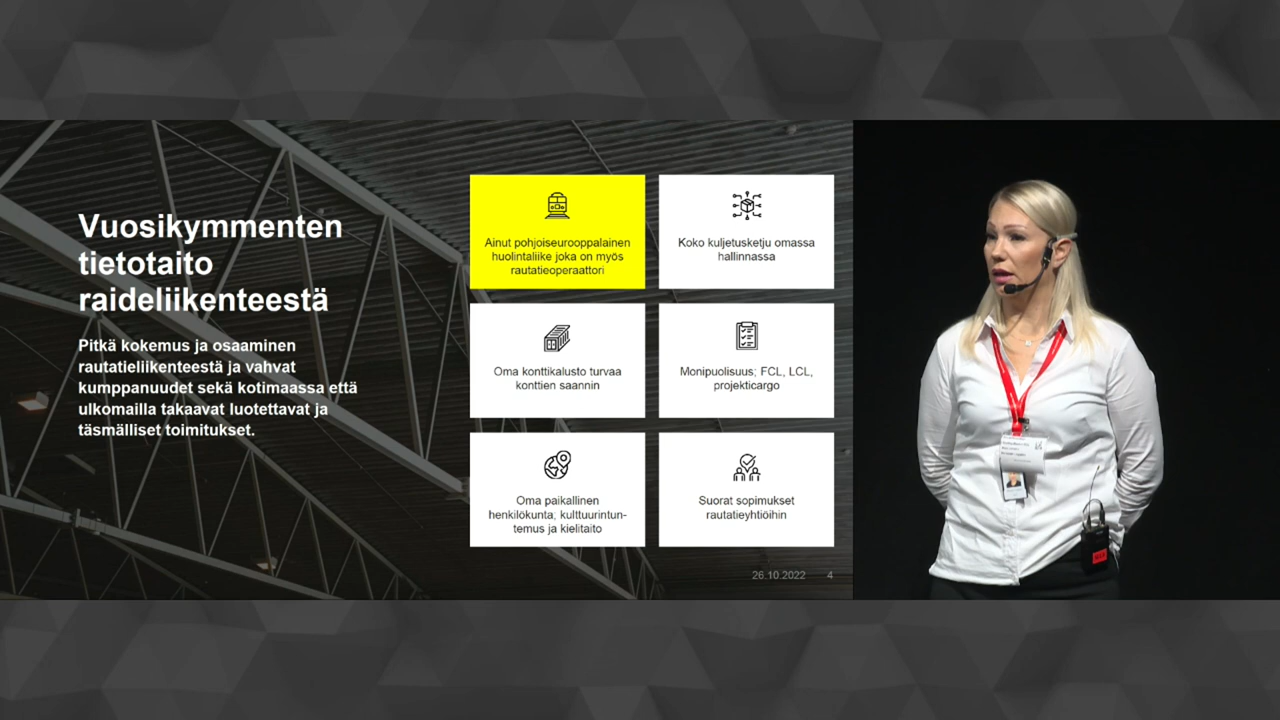 Vuosikymmenten
tietotaito
raideliikenteestä
Pitkä kokemus ja osaaminen
rautatieliikenteestä ja vahvat
kumppanuudet sekä kotimaassa että
ulkomailla takaavat luotettavat ja
täsmälliset toimitukset.
Ainut pohjoiseurooppalainen
huolintaliike joka on myös
rautatieoperaattori
Koko kuljetusketju omassa
hallinnassa
Oma konttikalusto turvaa
konttien saannin
Monipuolisuus; FCL, LCL,
projekticargo
Oma paikallinen
henkilökunta; kulttuurintun-
temus ja kielitaito
Suorat sopimukset
rautatieyhtiöihin
26.10.2022 4